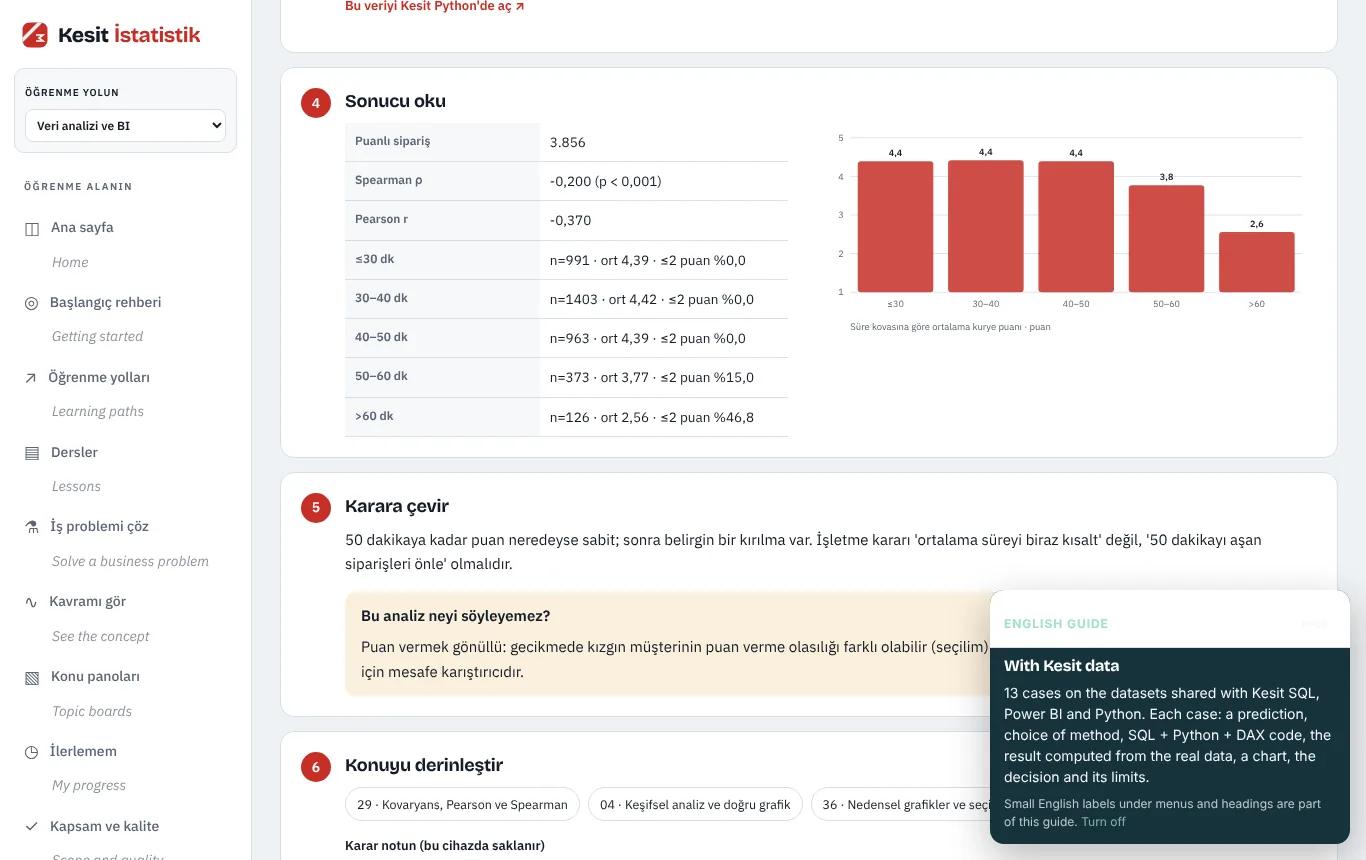 Kesit İstatistik
ÖĞRENME YOLUN
Veri analizi ve BI
ÖĞRENME ALANIN
Ana sayfa
Home
Başlangıç rehberi
Getting started
Öğrenme yolları
Learning paths
Dersler
Lessons
İş problemi çöz
Solve a business problem
Kavramı gör
See the concept
Konu panoları
Topic boards
İlerlemem
My progress
Kapsam ve kalite
Scope and quality
Bu veriyi Kesit Python'de aç ↗
4
Sonucu oku
Puanlı sipariş 3.856
Spearman ρ -0,200 (p < 0,001)
Pearson r -0,370
≤30 dk n=991 · ort 4,39 · ≤2 puan %0,0
30–40 dk n=1403 · ort 4,42 · ≤2 puan %0,0
40–50 dk n=963 · ort 4,39 · ≤2 puan %0,0
50–60 dk n=373 · ort 3,77 · ≤2 puan %15,0
>60 dk n=126 · ort 2,56 · ≤2 puan %46,8
5
4
3
2
1
4,4 4,4 4,4 3,8 2,6
≤30 30–40 40–50 50–60 >60
Süre kovasına göre ortalama kurye puanı · puan
5
Karara çevir
50 dakikaya kadar puan neredeyse sabit; sonra belirgin bir kırılma var. İşletme kararı 'ortalama süreyi biraz kısalt' değil, '50 dakikayı aşan
siparişleri önle' olmalıdır.
Bu analiz neyi söyleyemez?
Puan vermek gönüllü: gecikmede kızgın müşterinin puan verme olasılığı farklı olabilir (seçilim)
için mesafe karıştırıcıdır.
6
Konuyu derinleştir
29 · Kovaryans, Pearson ve Spearman
04 · Keşifsel analiz ve doğru grafik
36 · Nedensel grafikler ve seçi
Karar notun (bu cihazda saklanır)
ENGLISH GUIDE
With Kesit data
13 cases on the datasets shared with Kesit SQL,
Power BI and Python. Each case: a prediction,
choice of method, SQL + Python + DAX code, the
result computed from the real data, a chart, the
decision and its limits.
Small English labels under menus and headings are part
of this guide. Turn off